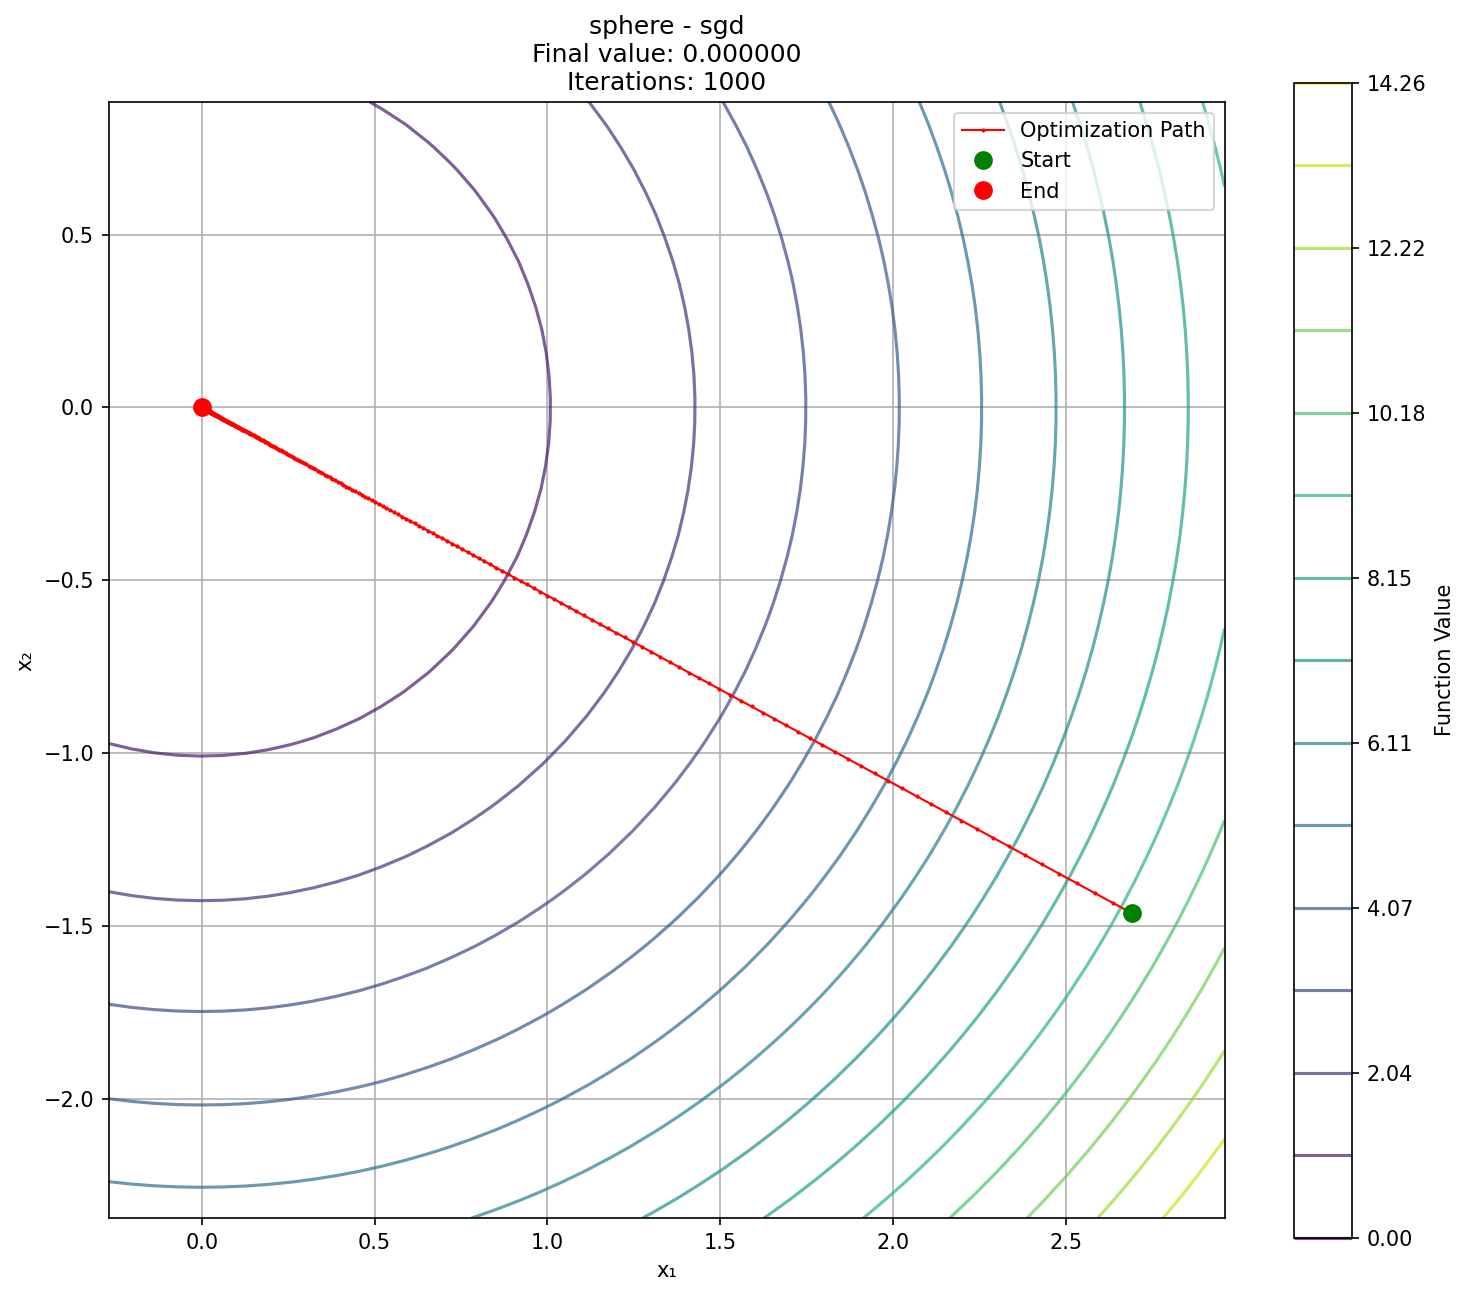 sphere - sgd
Final value: 0.000000
Iterations: 1000
Optimization Path
Start
End
0.5
0.0
−0.5
−1.0
−1.5
−2.0
x₂
0.0 0.5 1.0 1.5 2.0 2.5
x₁
14.26
12.22
10.18
8.15
6.11
4.07
2.04
0.00
Function Value